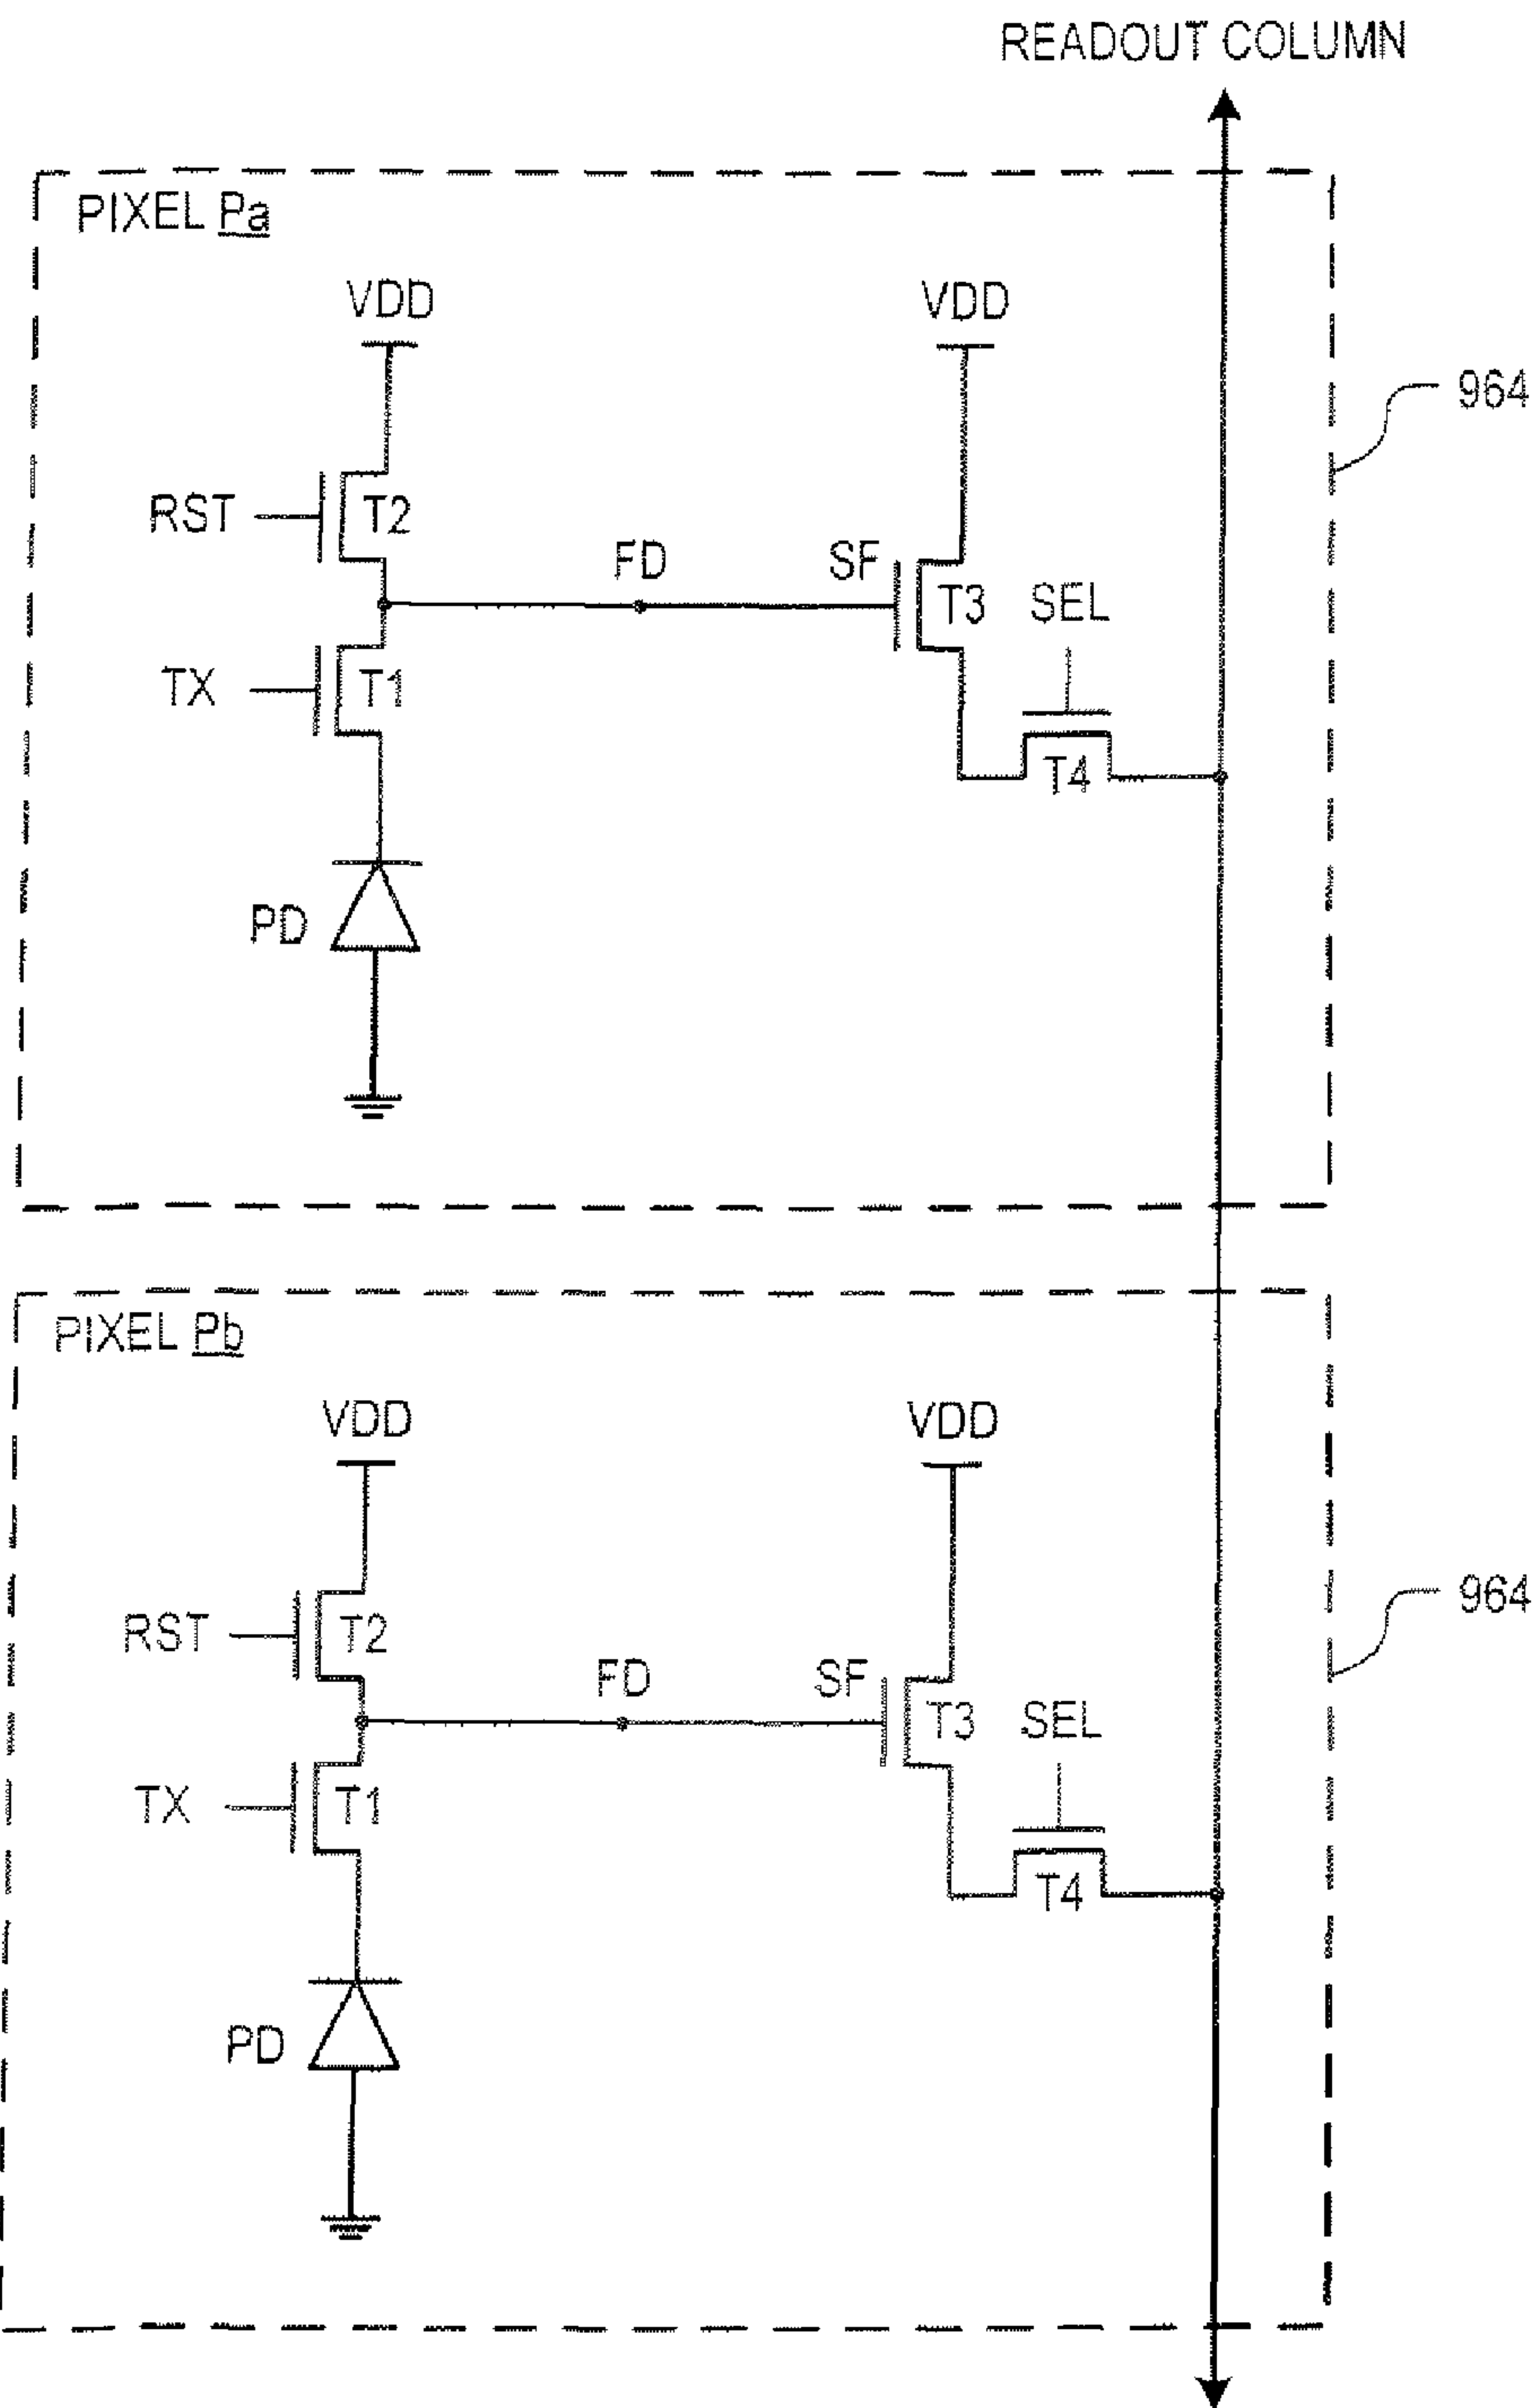 READOUT COLUMN
PIXEL Pa
VDD
VDD
964
RST
T2
FD
SF
T3
SEL
TX
T1
T4
PD
PIXEL Pb
VDD
VDD
964
RST
T2
FD
SF
T3
SEL
TX
T1
T4
PD